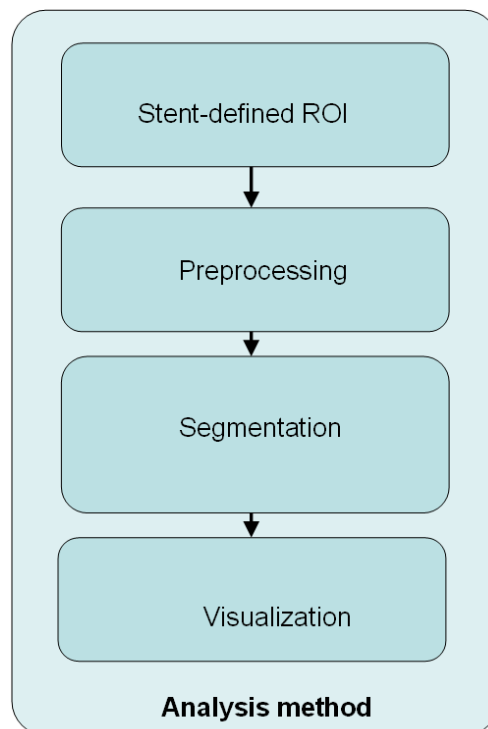 Stent-defined ROI
Preprocessing
Segmentation
Visualization
Analysis method